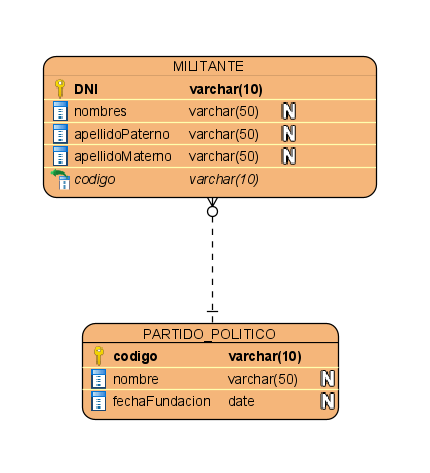 MILITANTE
DNI varchar(10)
nombres varchar(50) N
apellidoPaterno varchar(50) N
apellidoMaterno varchar(50) N
codigo varchar(10)
PARTIDO_POLITICO
codigo varchar(10)
nombre varchar(50) N
fechaFundacion date N